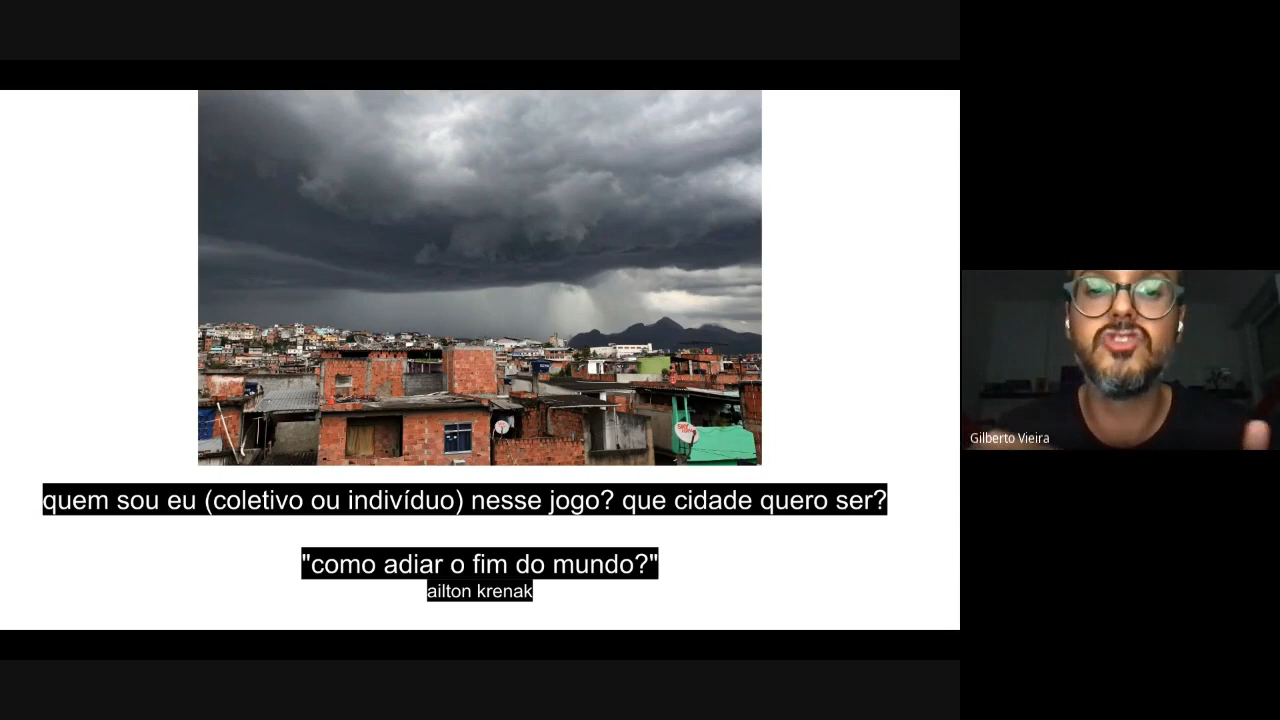 quem sou eu (coletivo ou indivíduo) nesse jogo? que cidade quero ser?
"como adiar o fim do mundo?"
ailton krenak
Gilberto Vieira